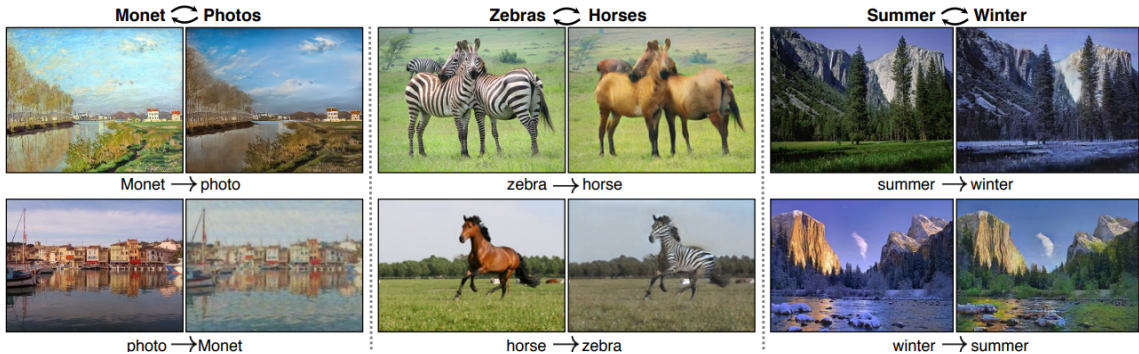 Monet ⇄ Photos
Zebras ⇄ Horses
Summer ⇄ Winter
Monet → photo
zebra → horse
summer → winter
photo → Monet
horse → zebra
winter → summer